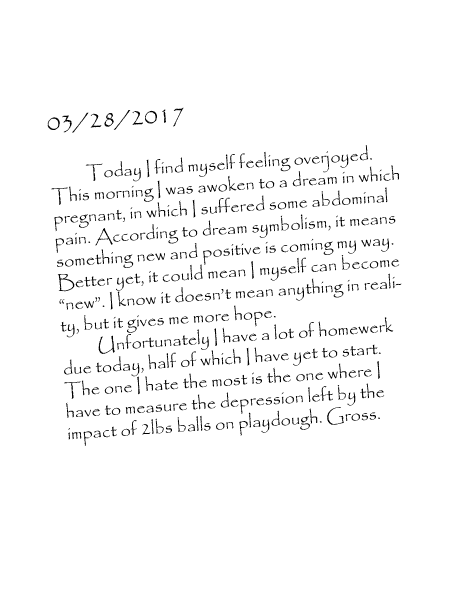 03/28/2017
Today I find myself feeling overjoyed.
This morning I was awoken to a dream in which
pregnant, in which I suffered some abdominal
pain. According to dream symbolism, it means
something new and positive is coming my way.
Better yet, it could mean I myself can become
“new”. I know it doesn’t mean anything in reali-
ty, but it gives me more hope.
Unfortunately I have a lot of homewerk
due today, half of which I have yet to start.
The one I hate the most is the one where I
have to measure the depression left by the
impact of 2lbs balls on playdough. Gross.